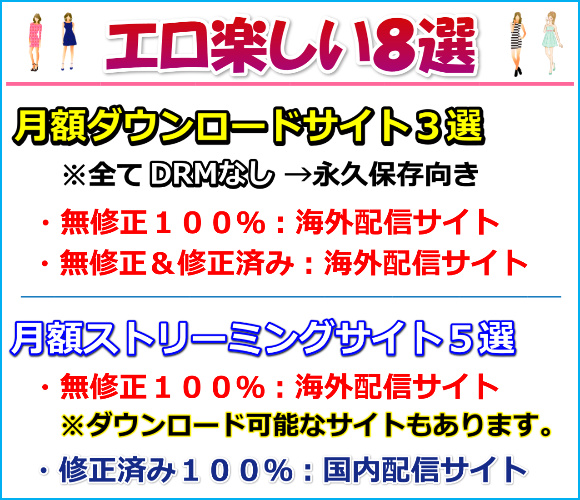 エロ楽しい8選
月額ダウンロードサイト３選
※全てDRMなし →永久保存向き
・無修正１００％：海外配信サイト
・無修正＆修正済み：海外配信サイト
月額ストリーミングサイト５選
・無修正１００％：海外配信サイト
※ダウンロード可能なサイトもあります。
・修正済み１００％：国内配信サイト